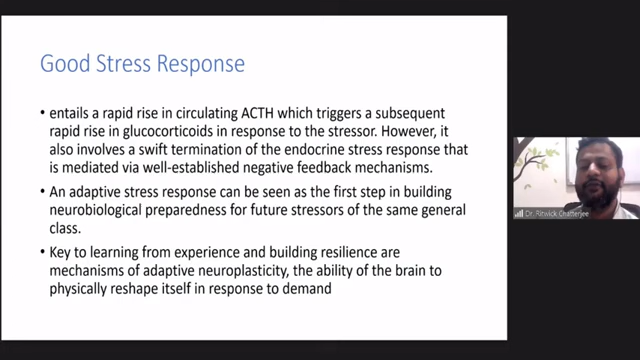 Good Stress Response
• entails a rapid rise in circulating ACTH which triggers a subsequent
rapid rise in glucocorticoids in response to the stressor. However, it
also involves a swift termination of the endocrine stress response that
is mediated via well-established negative feedback mechanisms.
• An adaptive stress response can be seen as the first step in building
neurobiological preparedness for future stressors of the same general
class.
• Key to learning from experience and building resilience are
mechanisms of adaptive neuroplasticity, the ability of the brain to
physically reshape itself in response to demand
Dr. Ritwick Chatterjee